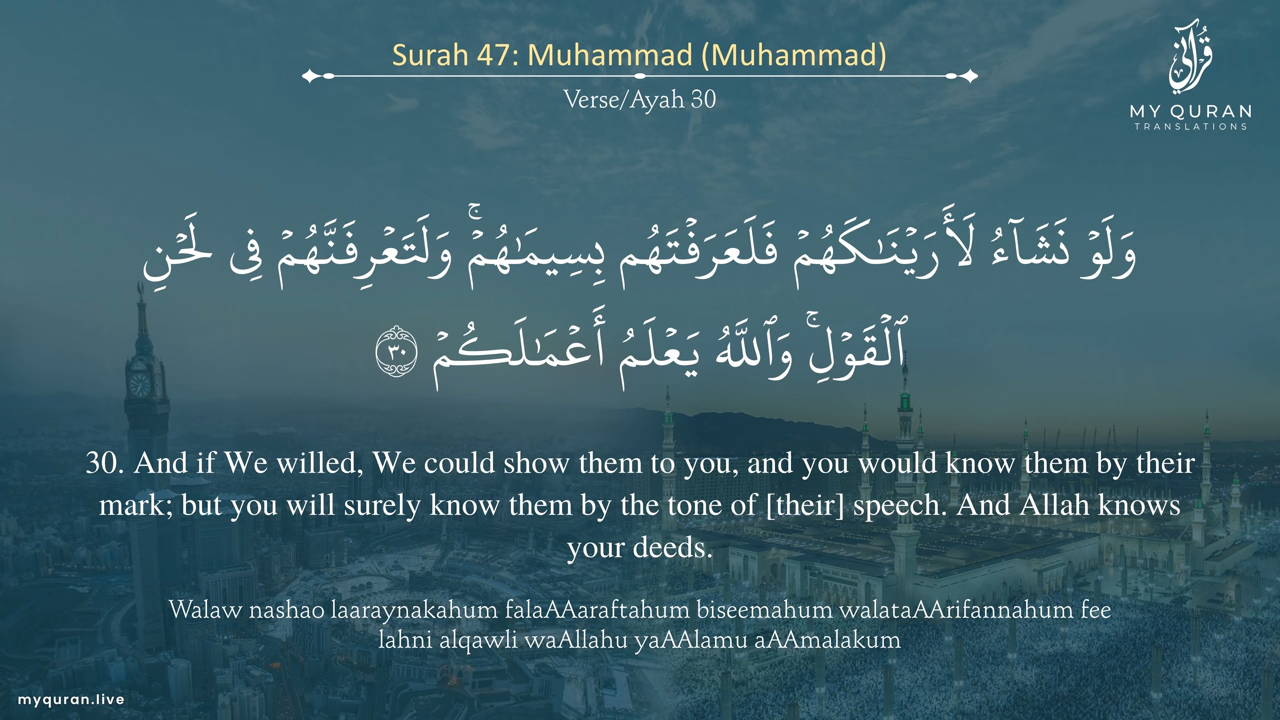 Surah 47: Muhammad (Muhammad)
Verse/Ayah 30
قرآني
MY QURAN
TRANSLATIONS
وَلَوْ نَشَآءُ لَأَرَيْنَـٰكَهُمْ فَلَعَرَفْتَهُم بِسِيمَـٰهُمْ ۚ وَلَتَعْرِفَنَّهُمْ فِى لَحْنِ
ٱلْقَوْلِ ۚ وَٱللَّهُ يَعْلَمُ أَعْمَـٰلَكُمْ ٣٠
30. And if We willed, We could show them to you, and you would know them by their
mark; but you will surely know them by the tone of [their] speech. And Allah knows
your deeds.
Walaw nashao laaraynakahum falaAAaraftahum biseemahum walataAArifannahum fee
lahni alqawli waAllahu yaAAlamu aAAmalakum
myquran.live